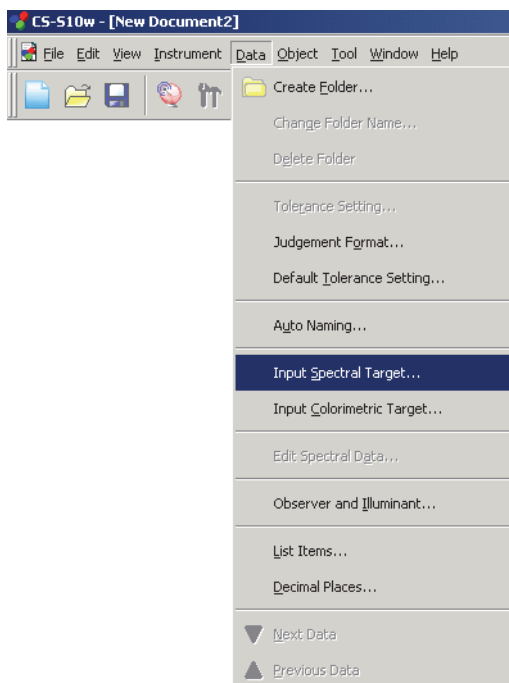 CS-S10w - [New Document2]
File Edit View Instrument Data Object Tool Window Help
Create Folder...
Change Folder Name...
Delete Folder
Tolerance Setting...
Judgement Format...
Default Tolerance Setting...
Auto Naming...
Input Spectral Target...
Input Colorimetric Target...
Edit Spectral Data...
Observer and Illuminant...
List Items...
Decimal Places...
Next Data
Previous Data